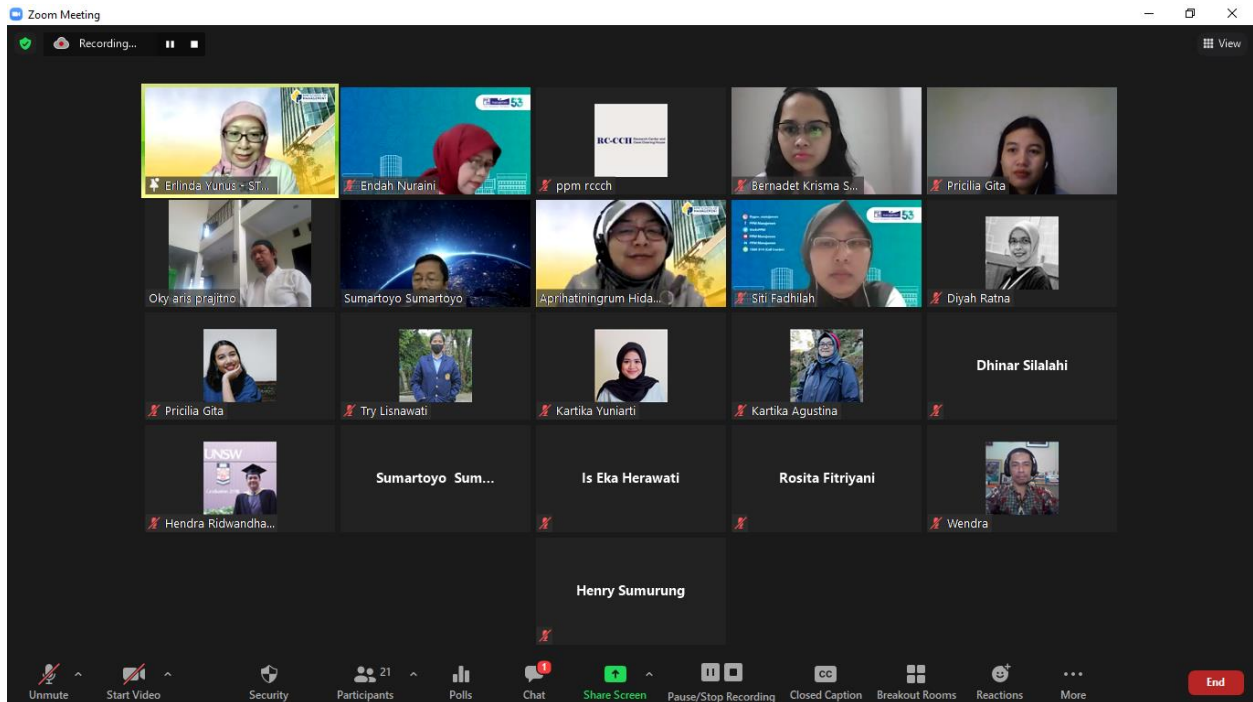 Zoom Meeting
Recording...
View
53
Erlinda Yunus - ST...
Endah Nuraini
RC-CCH
ppm rccch
Bernadet Krisma S...
Pricilia Gita
Oky aris prajitno
Sumartoyo Sumartoyo
Aprihatiningrum Hida...
53
Siti Fadhilah
Diyah Ratna
Pricilia Gita
Try Lisnawati
Kartika Yuniarti
Kartika Agustina
Dhinar Silalahi
UNSW
Hendra Ridwandha...
Sumartoyo Sum...
Is Eka Herawati
Rosita Fitriyani
Wendra
Henry Sumurung
Unmute
Start Video
Security
21
Participants
Polls
1
Chat
Share Screen
Pause/Stop Recording
CC
Closed Caption
Breakout Rooms
Reactions
More
End